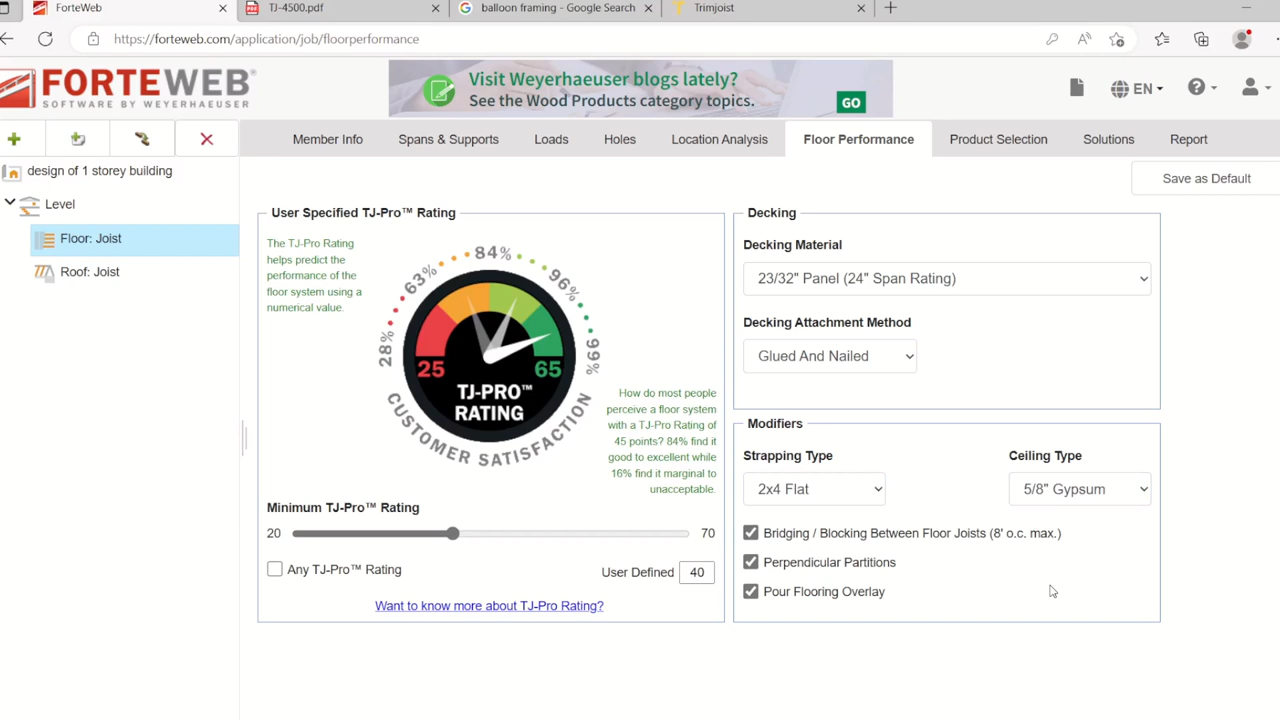 ForteWeb
TJ-4500.pdf
balloon framing - Google Search
Trimjoist
https://forteweb.com/application/job/floorperformance
FORTEWEB®
SOFTWARE BY WEYERHAEUSER
Visit Weyerhaeuser blogs lately?
See the Wood Products category topics.
GO
EN
Member Info
Spans & Supports
Loads
Holes
Location Analysis
Floor Performance
Product Selection
Solutions
Report
design of 1 storey building
Level
Floor: Joist
Roof: Joist
Save as Default
User Specified TJ-Pro™ Rating
The TJ-Pro Rating
helps predict the
performance of the
floor system using a
numerical value.
28%
63%
84%
96%
99%
25
65
TJ-PRO™
RATING
CUSTOMER SATISFACTION
How do most people
perceive a floor system
with a TJ-Pro Rating of
45 points? 84% find it
good to excellent while
16% find it marginal to
unacceptable.
Minimum TJ-Pro™ Rating
20
70
Any TJ-Pro™ Rating
User Defined
40
Want to know more about TJ-Pro Rating?
Decking
Decking Material
23/32" Panel (24" Span Rating)
Decking Attachment Method
Glued And Nailed
Modifiers
Strapping Type
Ceiling Type
2x4 Flat
5/8" Gypsum
Bridging / Blocking Between Floor Joists (8' o.c. max.)
Perpendicular Partitions
Pour Flooring Overlay